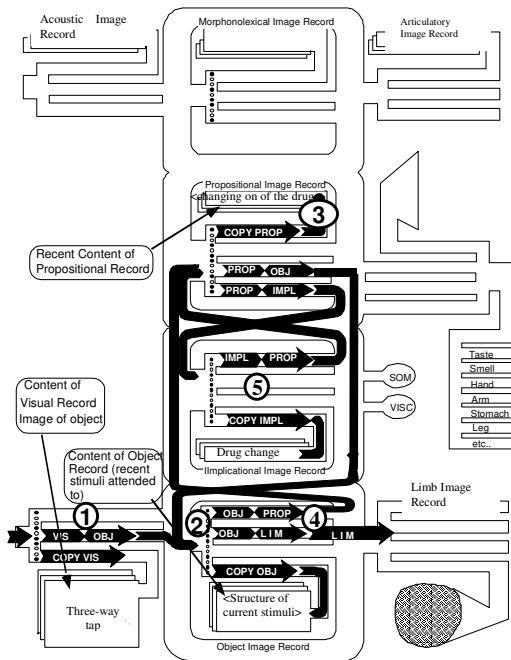 Acoustic Image
Record
Morphonolexical Image Record
Articulatory
Image Record
Propositional Image Record
<changing on of the drug
3
COPY PROP
Recent Content of
Propositional Record
PROP OBJ
PROP IMPL
IMPL PROP
5
COPY IMPL
Drug change
IImplicational Image Record
SOM
VISC
Taste
Smell
Hand
Arm
Stomach
Leg
etc..
Content of
Visual Record
Image of object
Content of Object
Record (recent
stimuli attended
to)
1
VIS OBJ
COPY VIS
Three-way
tap
2
OBJ PROP
4
OBJ L I M
L I M
COPY OBJ
<Structure of
current stimuli>
Object Image Record
Limb Image
Record